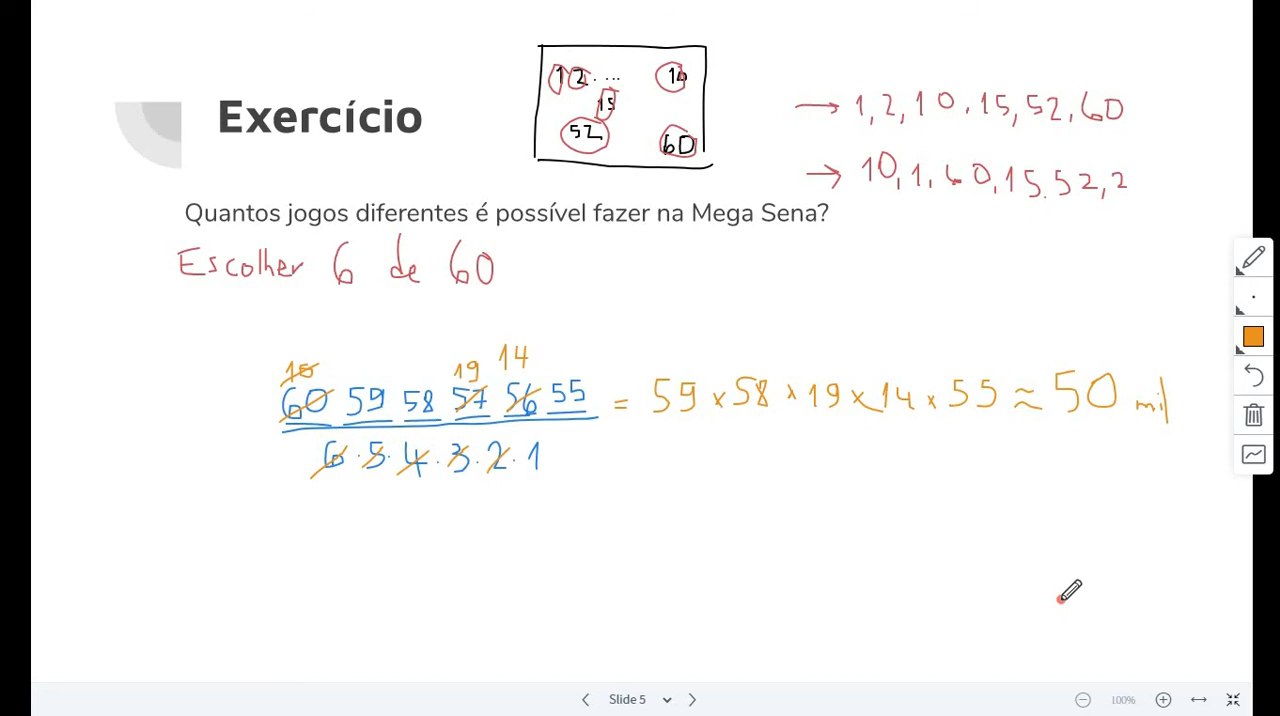 1 2 . ... 10
15
52 60
Exercício
→ 1, 2, 10, 15, 52, 60
→ 10, 1, 60, 15. 52, 2
Quantos jogos diferentes é possível fazer na Mega Sena?
Escolher 6 de 60
10 19 14
60 59 58 57 56 55 = 59 × 58 × 19 × 14 × 55 ≈ 50 mil
6 · 5 · 4 · 3 · 2 · 1
Slide 5
100%